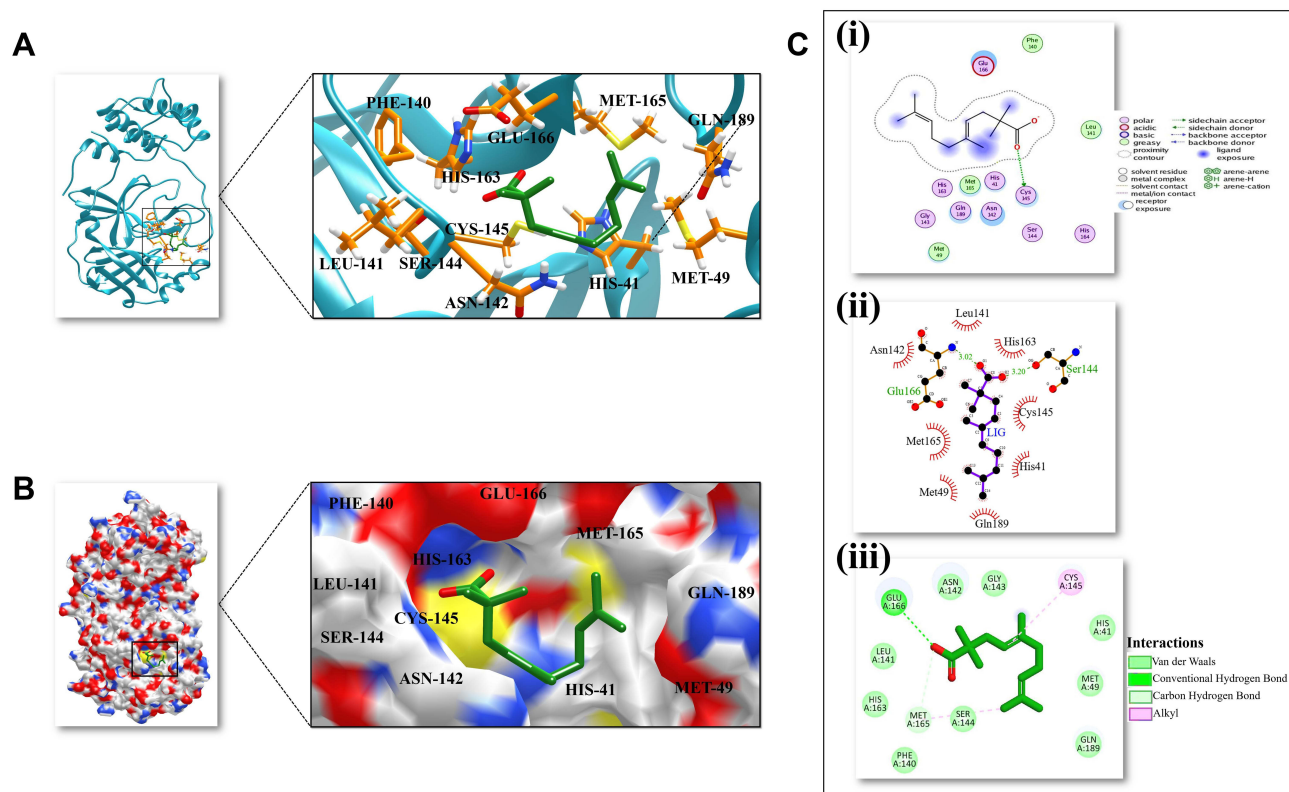 A
PHE-140
MET-165
GLN-189
GLU-166
HIS-163
CYS-145
LEU-141
SER-144
HIS-41
MET-49
ASN-142
B
PHE-140
GLU-166
MET-165
HIS-163
LEU-141
GLN-189
CYS-145
SER-144
ASN-142
HIS-41
MET-49
C
(i)
Phe
140
Glu
166
Leu
141
O-
O
His
163
Met
165
His
41
Cys
145
Gly
143
Gln
189
Asn
142
Ser
144
His
164
Met
49
polar
acidic
basic
greasy
proximity
contour
sidechain acceptor
sidechain donor
backbone acceptor
backbone donor
ligand
exposure
solvent residue
metal complex
solvent contact
metal/ion contact
receptor
exposure
arene-arene
arene-H
arene-cation
(ii)
Leu141
Asn142
His163
3.02
3.20
Ser144
Glu166
Cys145
LIG
Met165
His41
Met49
Gln189
(iii)
GLU
A:166
ASN
A:142
GLY
A:143
CYS
A:145
HIS
A:41
LEU
A:141
MET
A:49
HIS
A:163
MET
A:165
SER
A:144
GLN
A:189
PHE
A:140
Interactions
Van der Waals
Conventional Hydrogen Bond
Carbon Hydrogen Bond
Alkyl